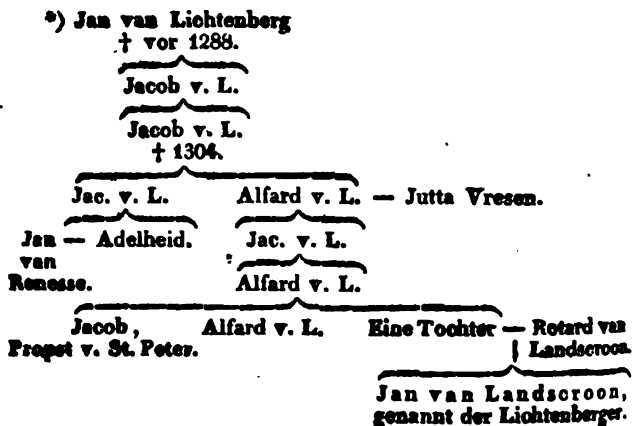 *) Jan van Lichtenberg
† vor 1288.
Jacob v. L.
Jacob v. L.
† 1304.
Jac. v. L. Alfard v. L. — Jutta Vresen.
Jan — Adelheid. Jac. v. L.
van
Renesse. Alfard v. L.
Jacob, Alfard v. L. Eine Tochter — Rotard van
Propst v. St. Peter. Landscroon.
Jan van Landscroon,
genannt der Lichtenberger.